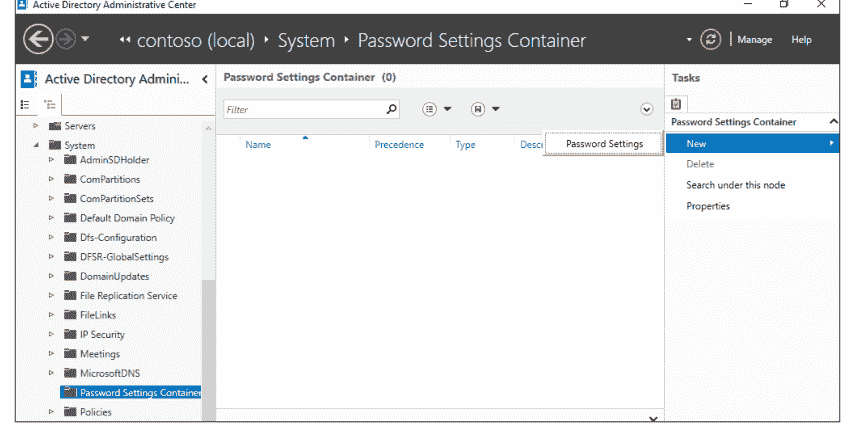 Active Directory Administrative Center
contoso (local) System Password Settings Container
Manage Help
Active Directory Admini...
Servers
System
AdminSDHolder
ComPartitions
ComPartitionSets
Default Domain Policy
Dfs-Configuration
DFSR-GlobalSettings
DomainUpdates
File Replication Service
FileLinks
IP Security
Meetings
MicrosoftDNS
Password Settings Container
Policies
Password Settings Container (0)
Filter
Name Precedence Type Descr
Password Settings
Tasks
Password Settings Container
New
Delete
Search under this node
Properties